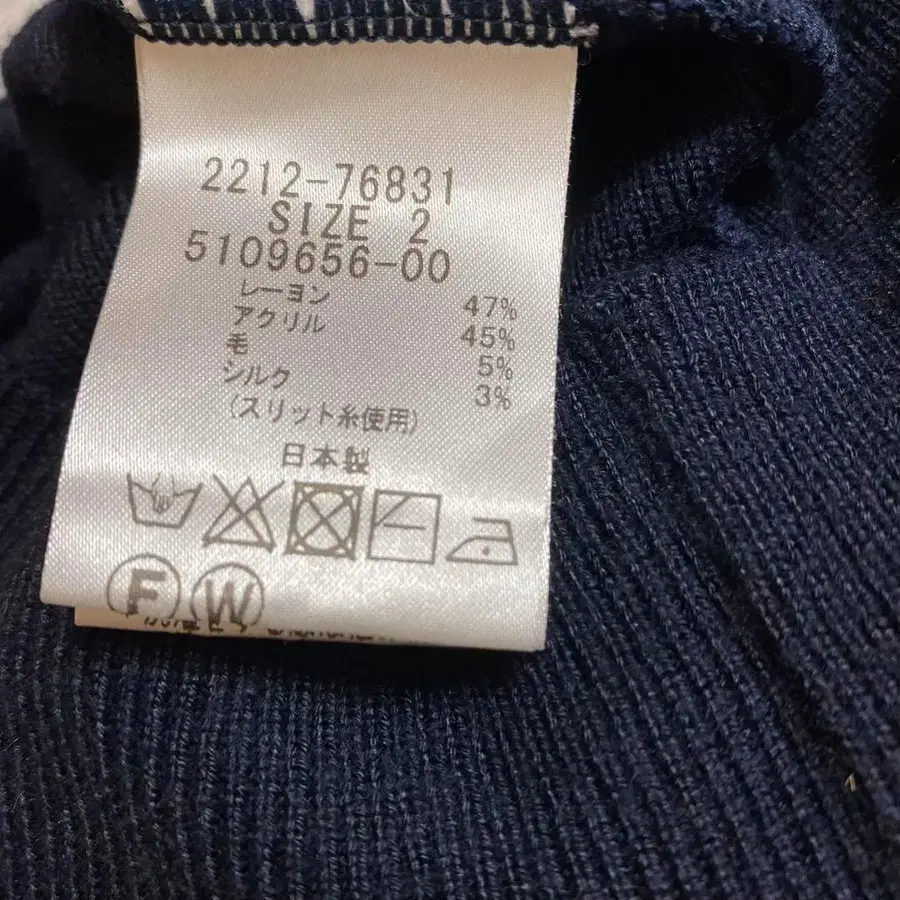 2212-76831
SIZE 2
5109656-00
レーヨン 47%
アクリル 45%
毛 5%
シルク 3%
(スリット糸使用)
日本製
F W